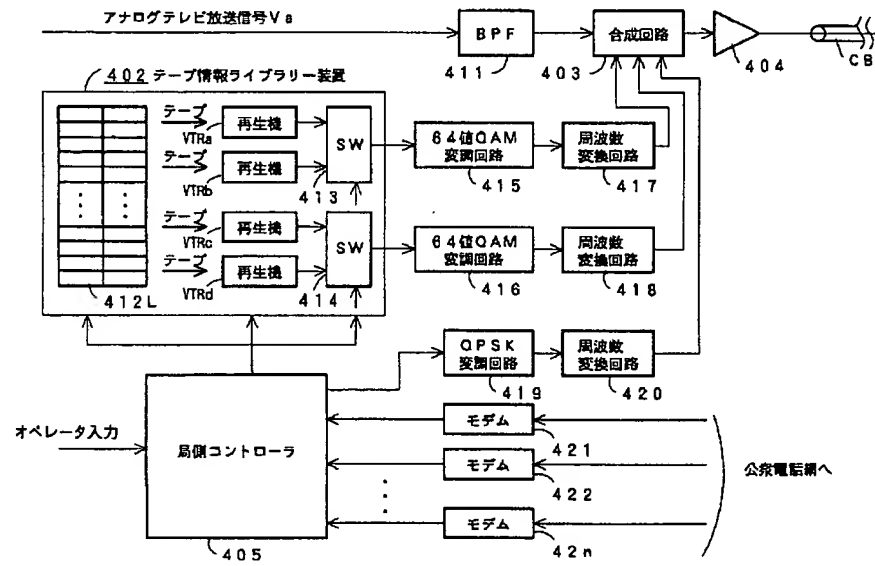 アナログテレビ放送信号Va
BPF
411
合成回路
403
404
CB
402 テープ情報ライブラリー装置
テープ
VTRa
再生機
テープ
VTRb
再生機
413
SW
テープ
VTRc
再生機
テープ
VTRd
再生機
414
SW
412L
64値QAM
変調回路
415
周波数
変換回路
417
64値QAM
変調回路
416
周波数
変換回路
418
QPSK
変調回路
419
周波数
変換回路
420
オペレータ入力
局側コントローラ
405
モデム
421
モデム
422
モデム
42n
公衆電話網へ